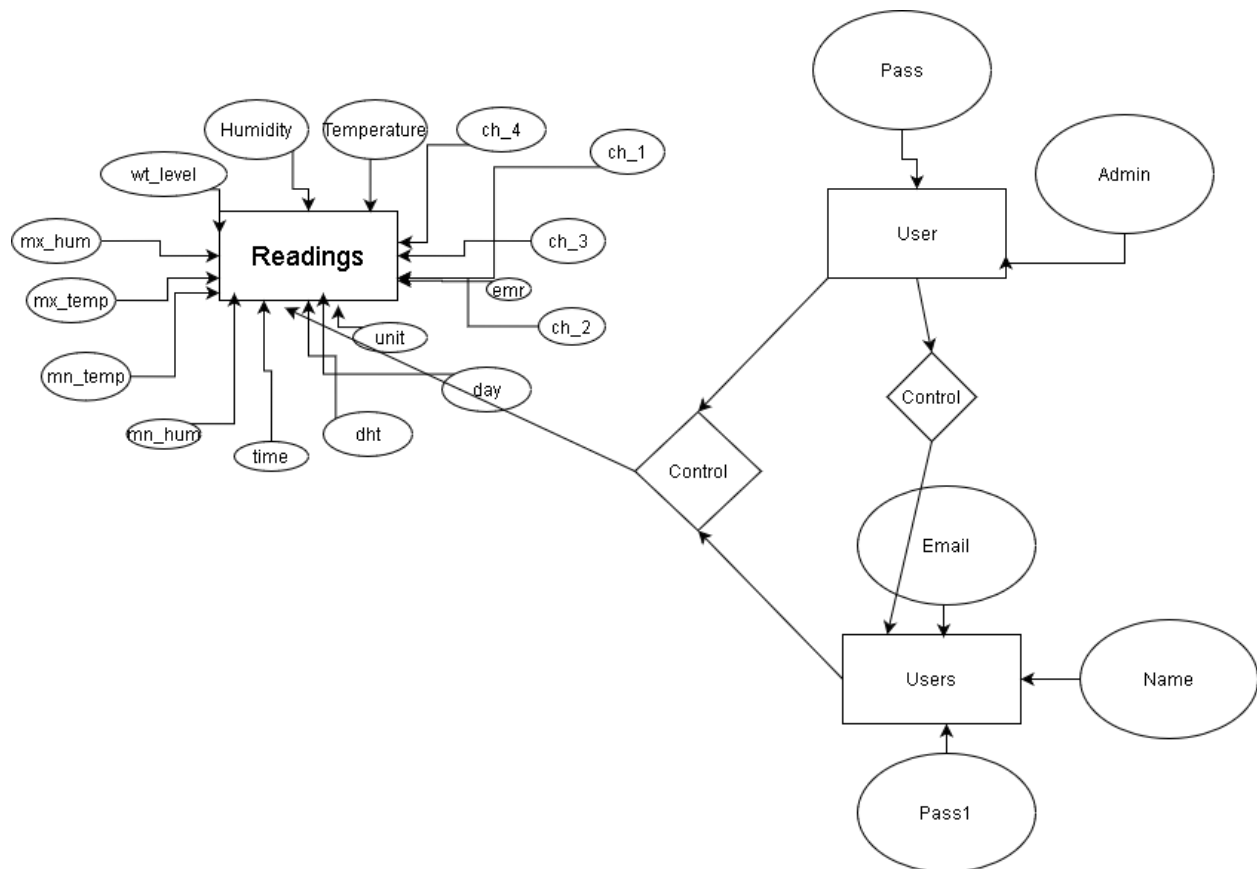 Pass
Humidity
Temperature
ch_4
ch_1
wt_level
Admin
User
mx_hum
Readings
ch_3
mx_temp
emr
ch_2
unit
mn_temp
day
Control
mn_hum
dht
time
Control
Email
Users
Name
Pass1